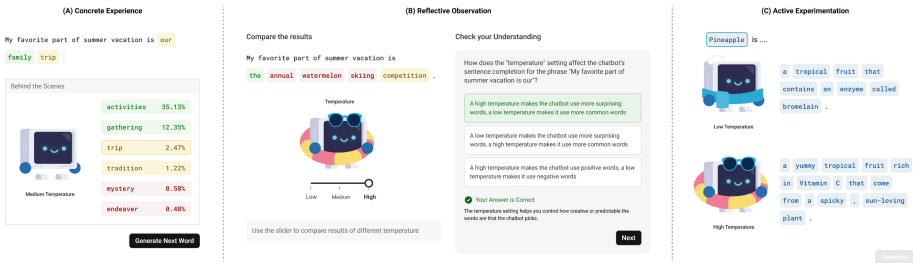 (A) Concrete Experience
My favorite part of summer vacation is our
family trip
Behind the Scenes
activities 35.13%
gathering 12.35%
trip 2.47%
tradition 1.22%
mystery 0.50%
endeaver 0.48%
Medium Temperature
Generate Next Word
(B) Reflective Observation
Compare the results
My favorite part of summer vacation is
the annual watermelon skiing competition .
Temperature
Low Medium High
Use the slider to compare results of different temperature
Check your Understanding
How does the "temperature" setting affect the chatbot's
sentence completion for the phrase "My favorite part of
summer vacation is our"?
A high temperature makes the chatbot use more surprising
words, a low temperature makes it use more common words
A low temperature makes the chatbot use more surprising
words, a high temperature makes it use more common words
A high temperature makes the chatbot use positive words, a low
temperature makes it use negative words
Your Answer is Correct
The temperature setting helps you control how creative or predictable the
words are that the chatbot picks.
Next
(C) Active Experimentation
Pineapple is ....
a tropical fruit that
contains an enzyme called
bromelain .
Low Temperature
a yummy tropical fruit rich
in Vitamin C that come
from a spicky , sun-loving
plant .
High Temperature
Generate